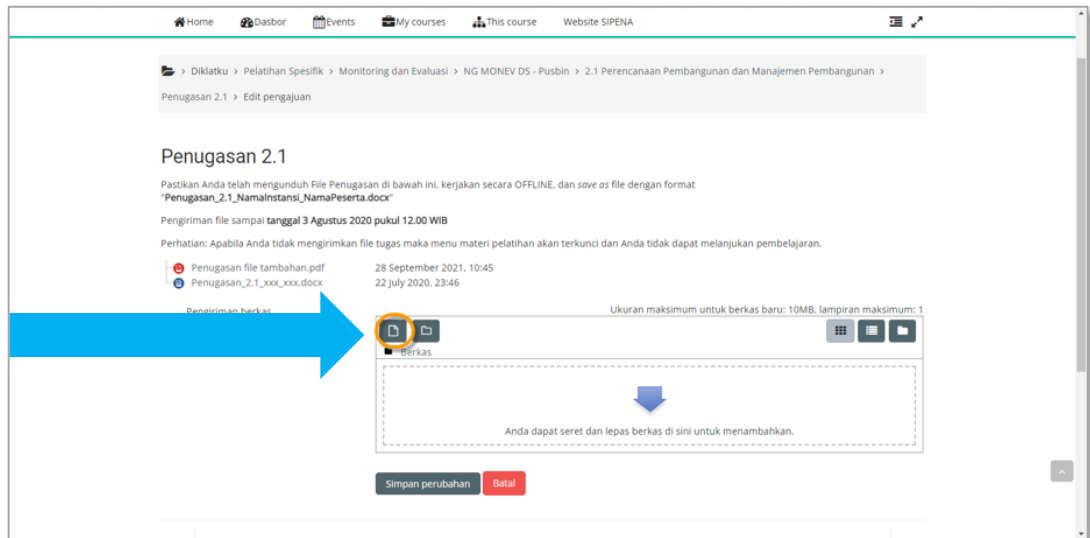 Home Dasbor Events My courses This course Website SIPENA
> Diklatku > Pelatihan Spesifik > Monitoring dan Evaluasi > NG MONEV DS - Pusbin > 2.1 Perencanaan Pembangunan dan Manajemen Pembangunan >
Penugasan 2.1 > Edit pengajuan
Penugasan 2.1
Pastikan Anda telah mengunduh File Penugasan di bawah ini, kerjakan secara OFFLINE, dan save as file dengan format
"Penugasan_2.1_NamaInstansi_NamaPeserta.docx"
Pengiriman file sampai tanggal 3 Agustus 2020 pukul 12.00 WIB
Perhatian: Apabila Anda tidak mengirimkan file tugas maka menu materi pelatihan akan terkunci dan Anda tidak dapat melanjukan pembelajaran.
Penugasan file tambahan.pdf 28 September 2021, 10:45
Penugasan_2.1_xxx_xxx.docx 22 July 2020, 23:46
Pengiriman berkas
Ukuran maksimum untuk berkas baru: 10MB, lampiran maksimum: 1
Berkas
Anda dapat seret dan lepas berkas di sini untuk menambahkan.
Simpan perubahan Batal